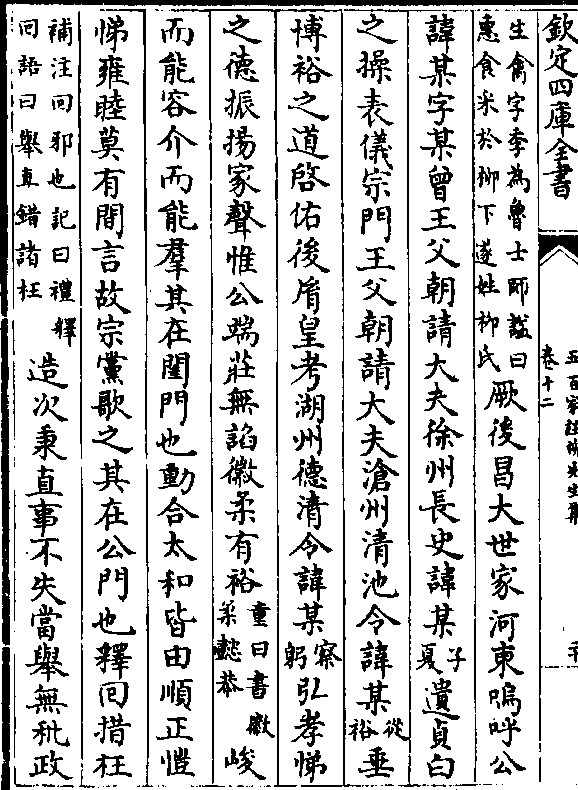 欽定四庫全書
五百家注柳先生集
卷十二
二十
生禽字季為魯士師諡曰
惠食采於柳下遂姓柳氏
厥後昌大世家河東嗚呼公
諱某字某曾王父朝請大夫徐州長史諱某子夏遺貞白
之操表儀宗門王父朝請大夫滄州清池令諱某從裕垂
博裕之道啓佑後胤皇考湖州德清令諱某察躬弘孝悌
之德振揚家聲惟公端莊無諂徽柔有裕童曰書徽柔懿恭峻
而能容介而能羣其在閨門也動合太和皆由順正愷
悌雍睦莫有間言故宗黨歌之其在公門也釋回措枉
補注回邪也記曰禮釋
回語曰舉直錯諸枉
造次秉直事不失當舉無秕政